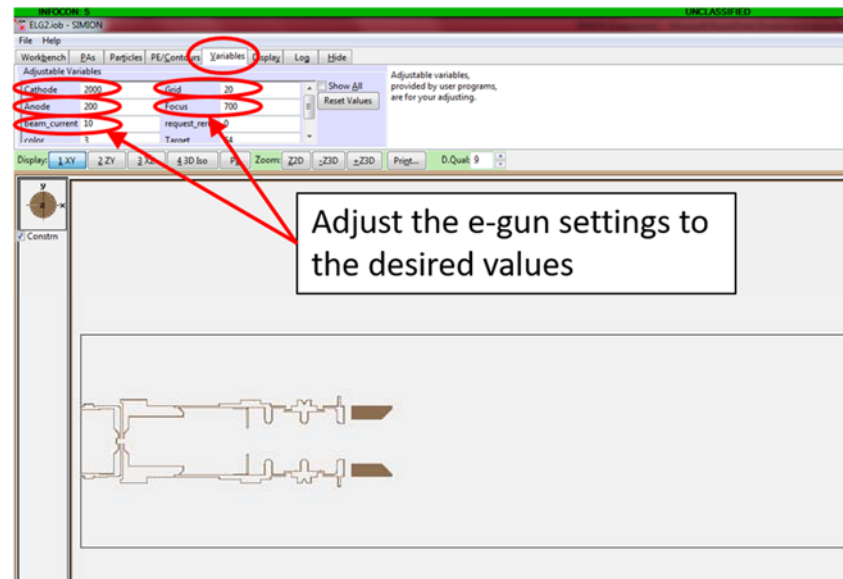 INFOCON: 5 UNCLASSIFIED
ELG2.iob - SIMION
File Help
Workbench PAs Particles PE/Contours Variables Display Log Hide
Adjustable Variables
Cathode 2000 Grid 20 Show All
Anode 200 Focus 700 Reset Values
Beam_current 10 request_rer 0
color 3 Target
Adjustable variables,
provided by user programs,
are for your adjusting.
Display: 1 XY 2 ZY 3 XZ 4 3D Iso Zoom: Z2D -Z3D +Z3D Print... D.Qual: 9
y
z x
Constrn
Adjust the e-gun settings to
the desired values